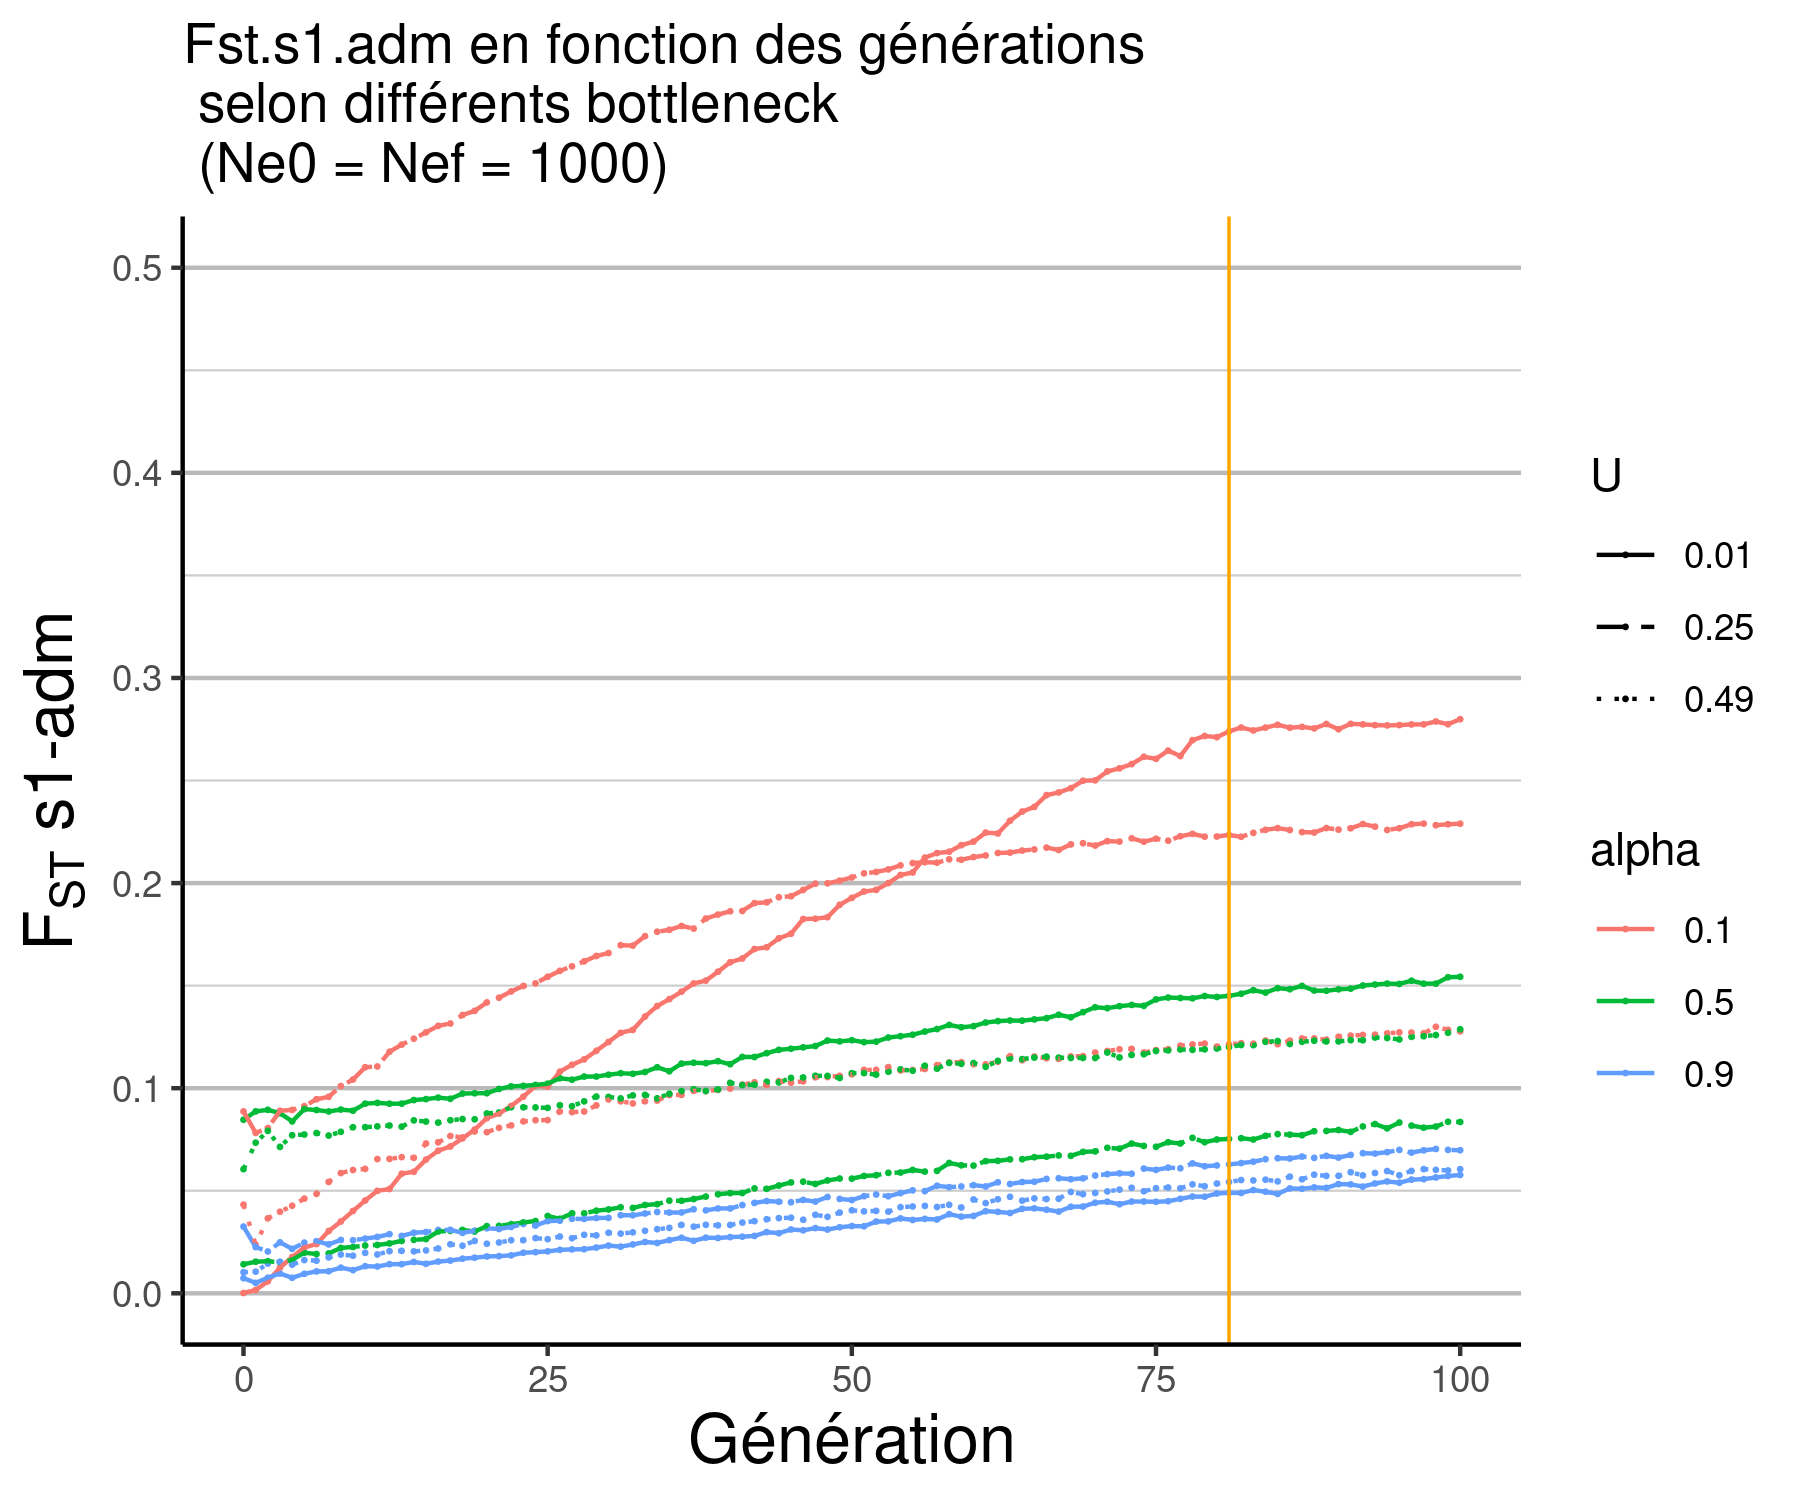 Fst.s1.adm en fonction des générations
selon différents bottleneck
(Ne0 = Nef = 1000)
0.5
0.4
0.3
0.2
0.1
0.0
FST s1-adm
0
25
50
75
100
Génération
U
0.01
0.25
0.49
alpha
0.1
0.5
0.9